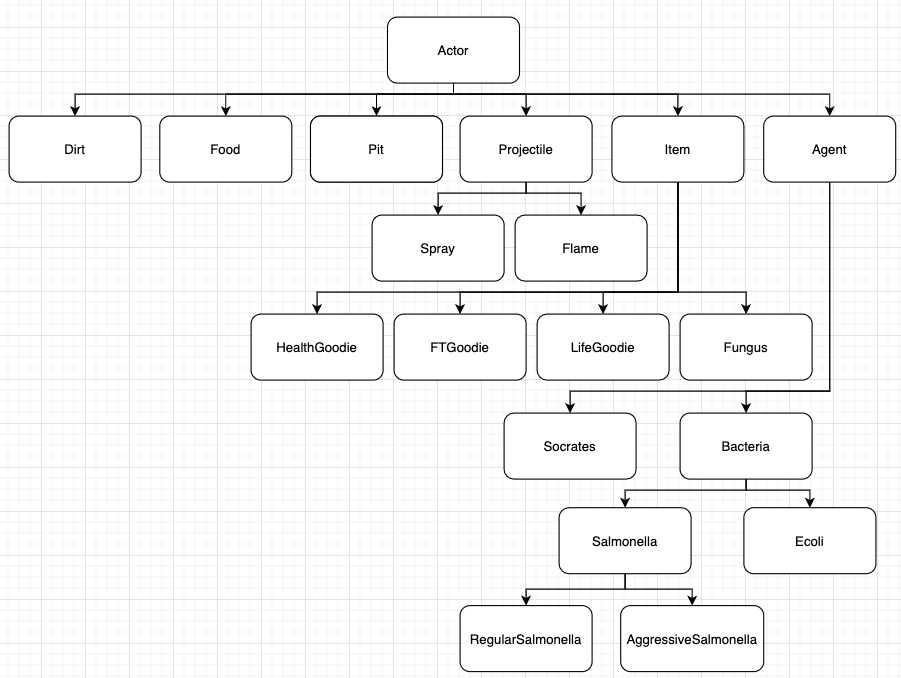 Actor
Dirt
Food
Pit
Projectile
Item
Agent
Spray
Flame
HealthGoodie
FTGoodie
LifeGoodie
Fungus
Socrates
Bacteria
Salmonella
Ecoli
RegularSalmonella
AggressiveSalmonella